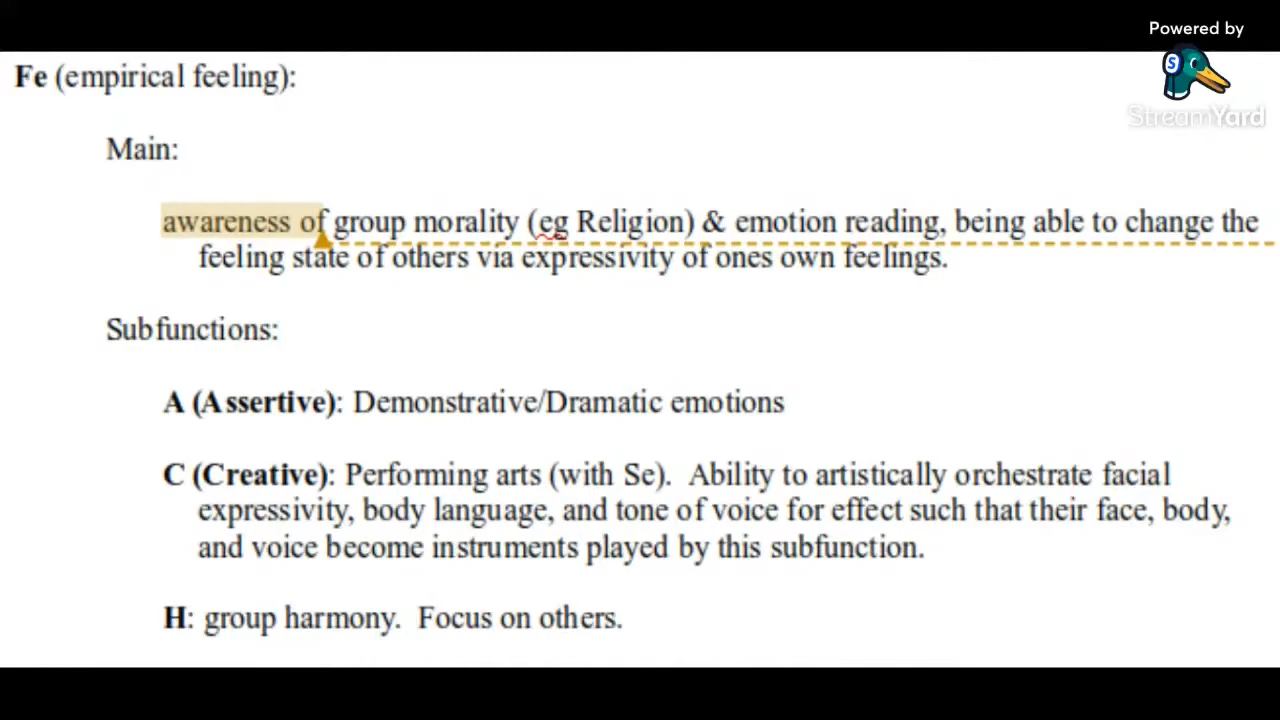 Powered by
S
StreamYard
Fe (empirical feeling):
Main:
awareness of group morality (eg Religion) & emotion reading, being able to change the
feeling state of others via expressivity of ones own feelings.
Subfunctions:
A (Assertive): Demonstrative/Dramatic emotions
C (Creative): Performing arts (with Se). Ability to artistically orchestrate facial
expressivity, body language, and tone of voice for effect such that their face, body,
and voice become instruments played by this subfunction.
H: group harmony. Focus on others.